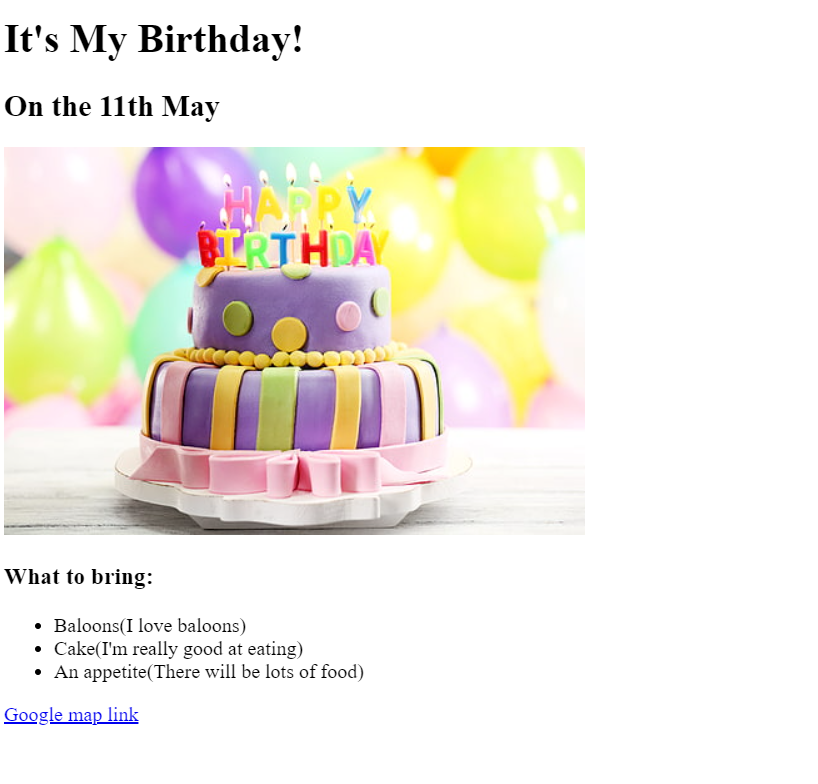 It's My Birthday!
On the 11th May
HAPPY
BIRTHDAY
What to bring:
Baloons(I love baloons)
Cake(I'm really good at eating)
An appetite(There will be lots of food)
Google map link